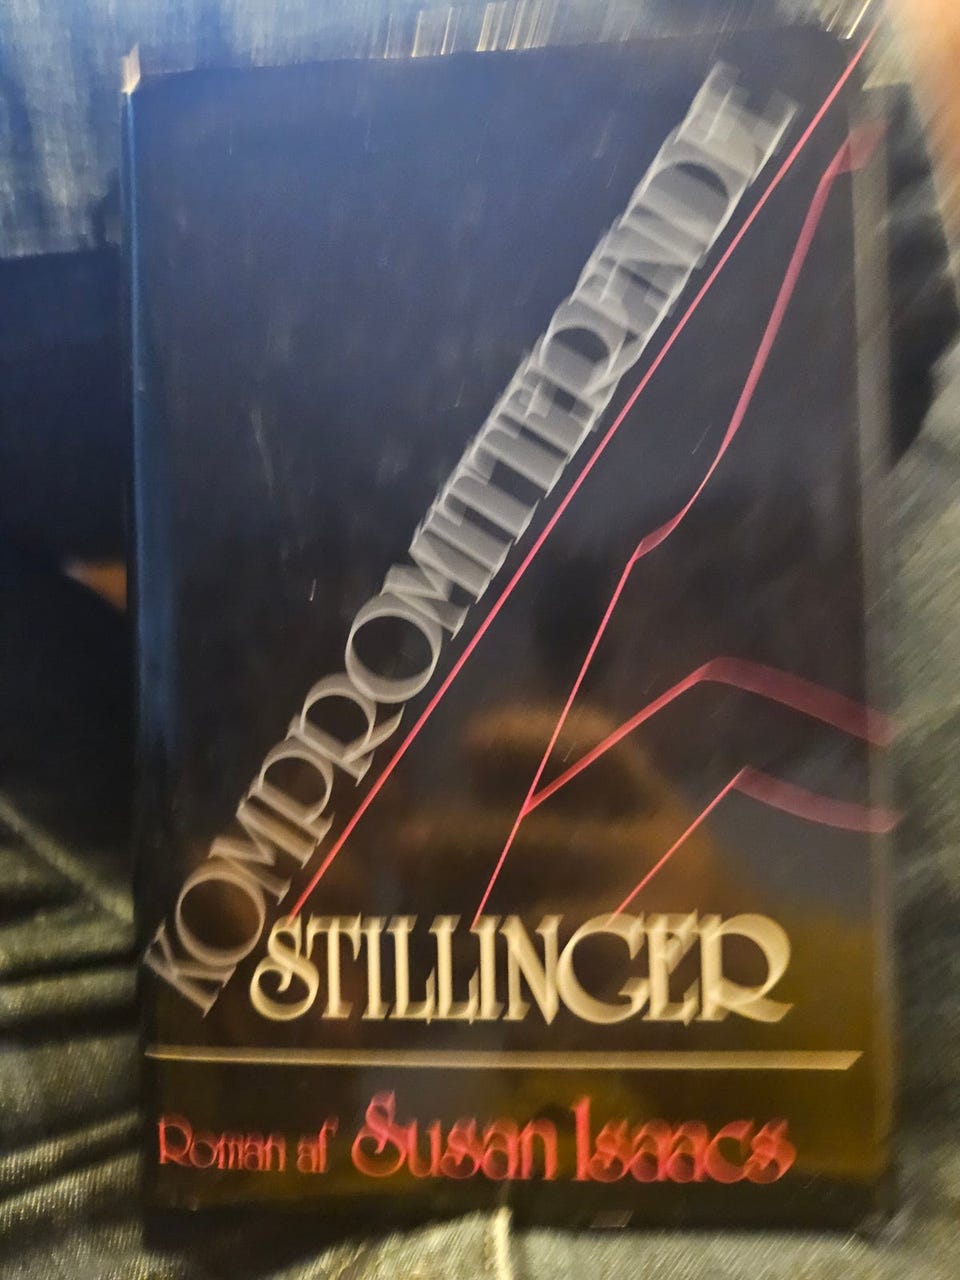 KOMPROMITTERENDE
STILLINGER
Roman af Susan Isaacs